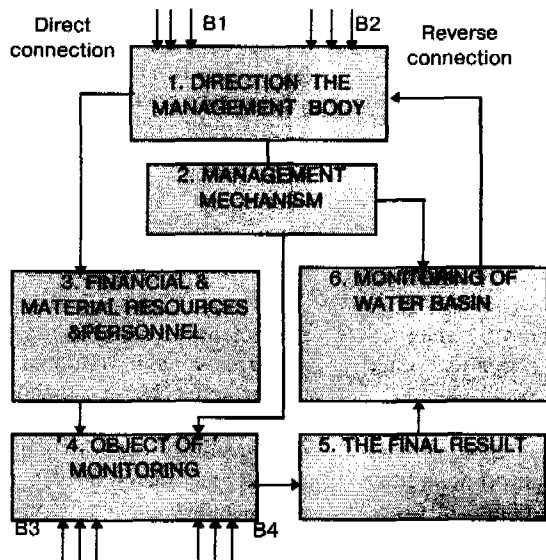 Direct
connection
B1
B2
Reverse
connection
1. DIRECTION THE
MANAGEMENT BODY
2. MANAGEMENT
MECHANISM
3. FINANCIAL &
MATERIAL RESOURCES
&PERSONNEL
6. MONITORING OF
WATER BASIN
4. OBJECT OF
MONITORING
5. THE FINAL RESULT
B3
B4